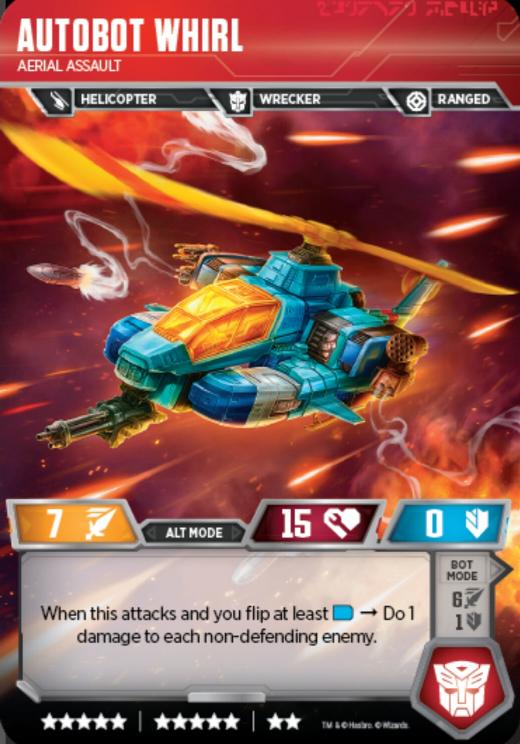 AUTOBOT WHIRL
AERIAL ASSAULT
HELICOPTER WRECKER RANGED
7 ALT MODE 15 0
BOT
MODE
6
1
When this attacks and you flip at least → Do 1
damage to each non-defending enemy.
★★★★★ | ★★★★★ | ★★ TM & © Hasbro. © Wizards.